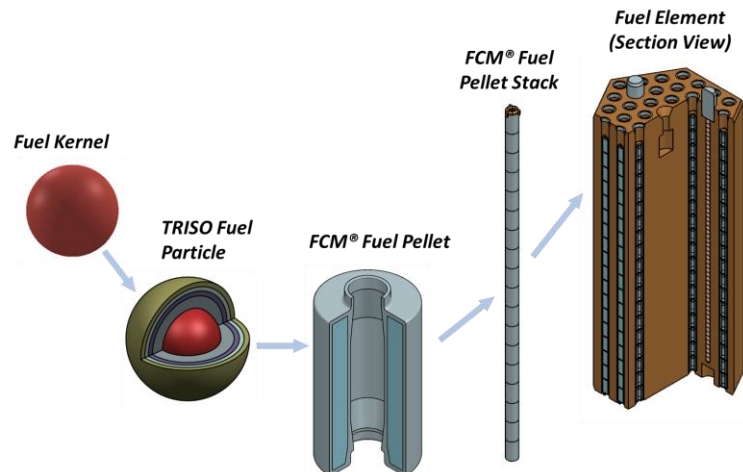 Fuel Kernel
TRISO Fuel
Particle
FCM® Fuel Pellet
FCM® Fuel
Pellet Stack
Fuel Element
(Section View)